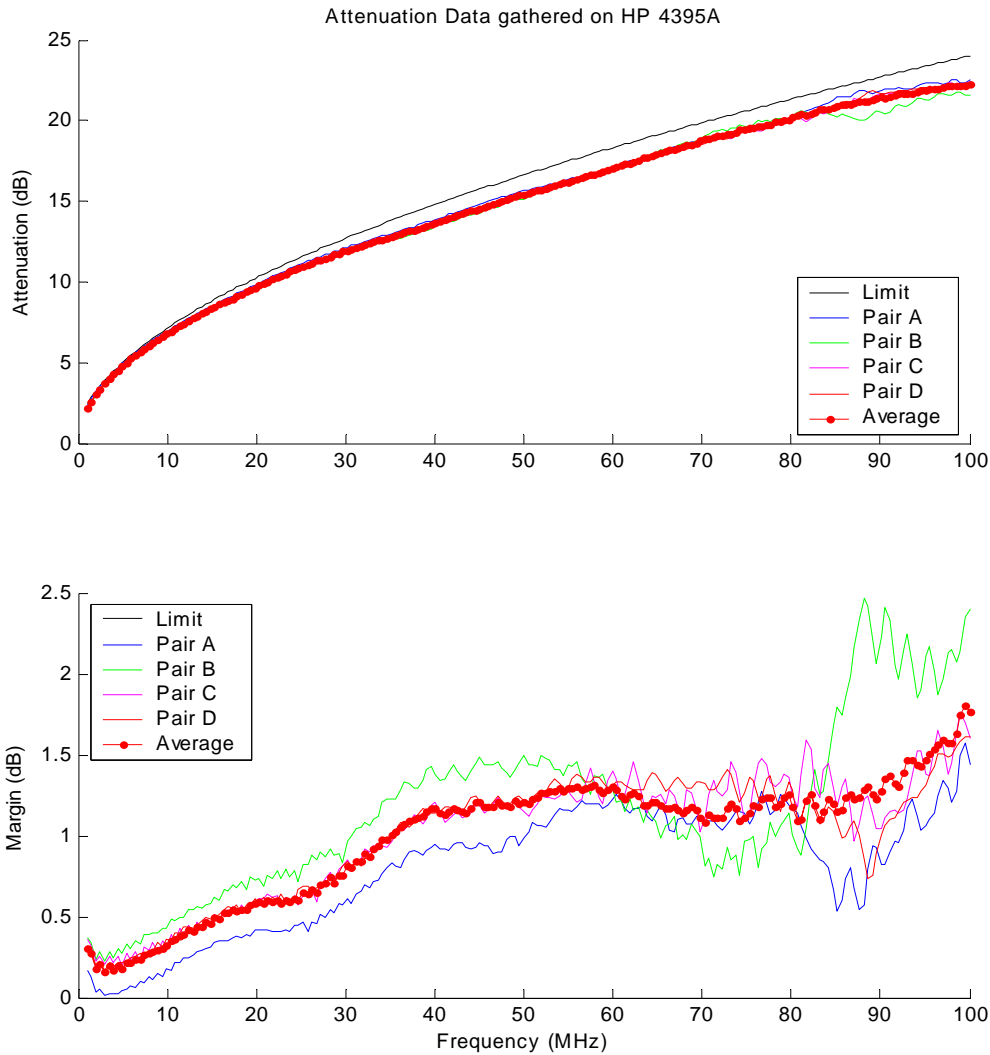 Attenuation Data gathered on HP 4395A
25
20
15
10
5
0
Attenuation (dB)
Limit
Pair A
Pair B
Pair C
Pair D
Average
0 10 20 30 40 50 60 70 80 90 100
2.5
2
1.5
1
0.5
0
Margin (dB)
Limit
Pair A
Pair B
Pair C
Pair D
Average
0 10 20 30 40 50 60 70 80 90 100
Frequency (MHz)